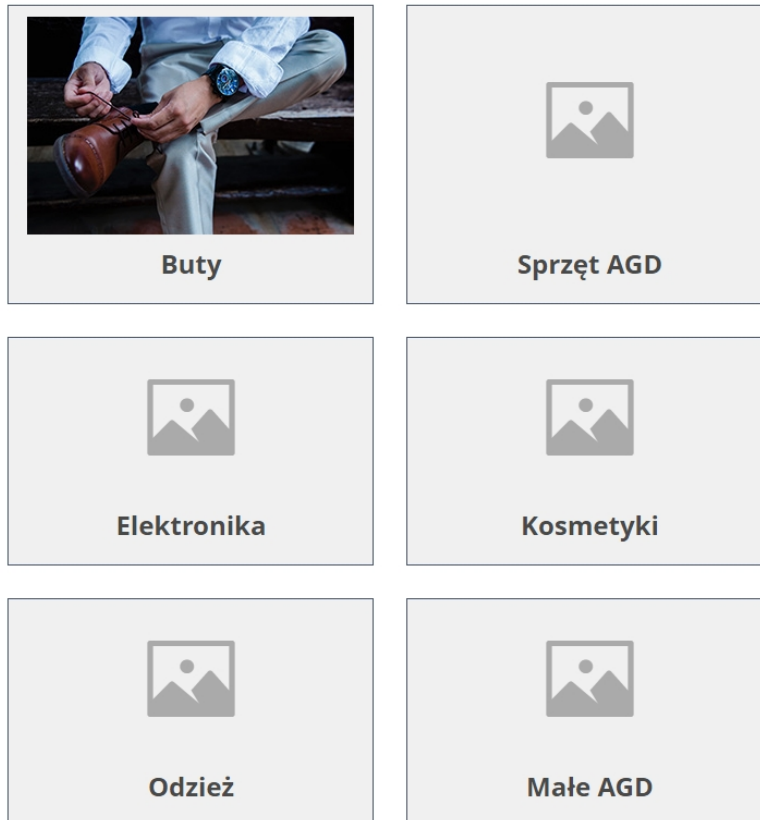 Buty
Sprzęt AGD
Elektronika
Kosmetyki
Odzież
Małe AGD